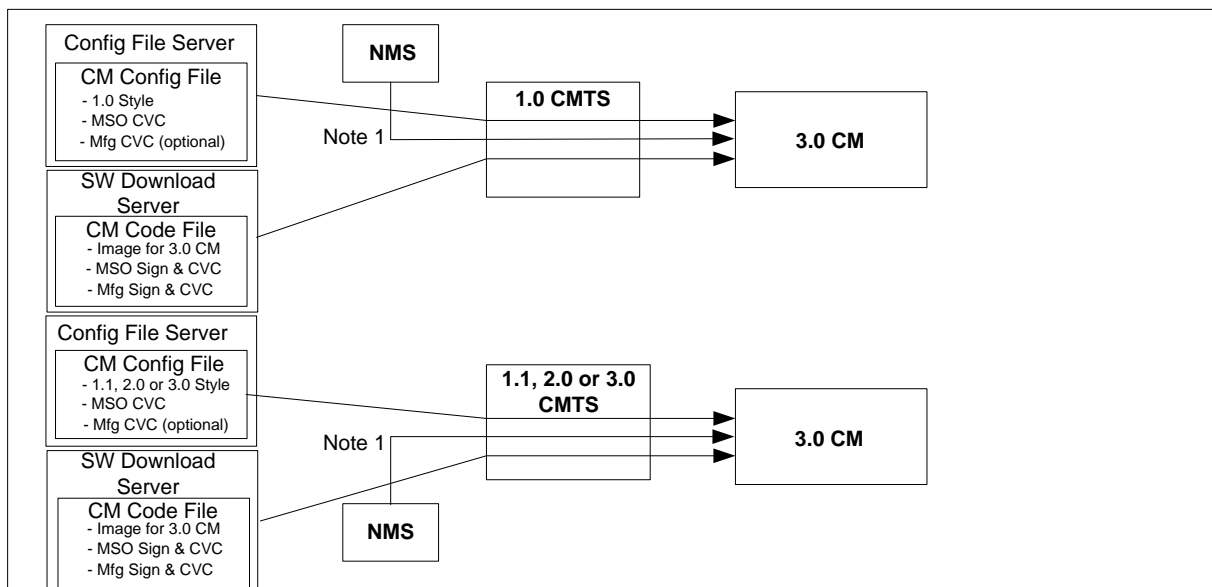 Config File Server
CM Config File
- 1.0 Style
- MSO CVC
- Mfg CVC (optional)
NMS
Note 1
1.0 CMTS
3.0 CM
SW Download
Server
CM Code File
- Image for 3.0 CM
- MSO Sign & CVC
- Mfg Sign & CVC
Config File Server
CM Config File
- 1.1, 2.0 or 3.0 Style
- MSO CVC
- Mfg CVC (optional)
Note 1
1.1, 2.0 or 3.0
CMTS
3.0 CM
SW Download
Server
CM Code File
- Image for 3.0 CM
- MSO Sign & CVC
- Mfg Sign & CVC
NMS